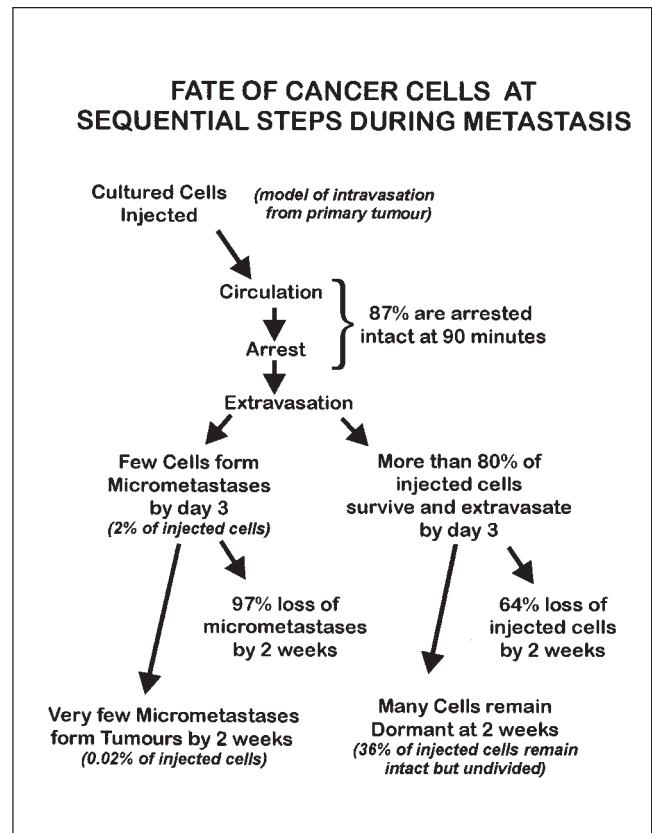 FATE OF CANCER CELLS AT
SEQUENTIAL STEPS DURING METASTASIS
Cultured Cells
Injected
(model of intravasation
from primary tumour)
Circulation
Arrest
87% are arrested
intact at 90 minutes
Extravasation
Few Cells form
Micrometastases
by day 3
(2% of injected cells)
More than 80% of
injected cells
survive and extravasate
by day 3
97% loss of
micrometastases
by 2 weeks
64% loss of
injected cells
by 2 weeks
Very few Micrometastases
form Tumours by 2 weeks
(0.02% of injected cells)
Many Cells remain
Dormant at 2 weeks
(36% of injected cells remain
intact but undivided)